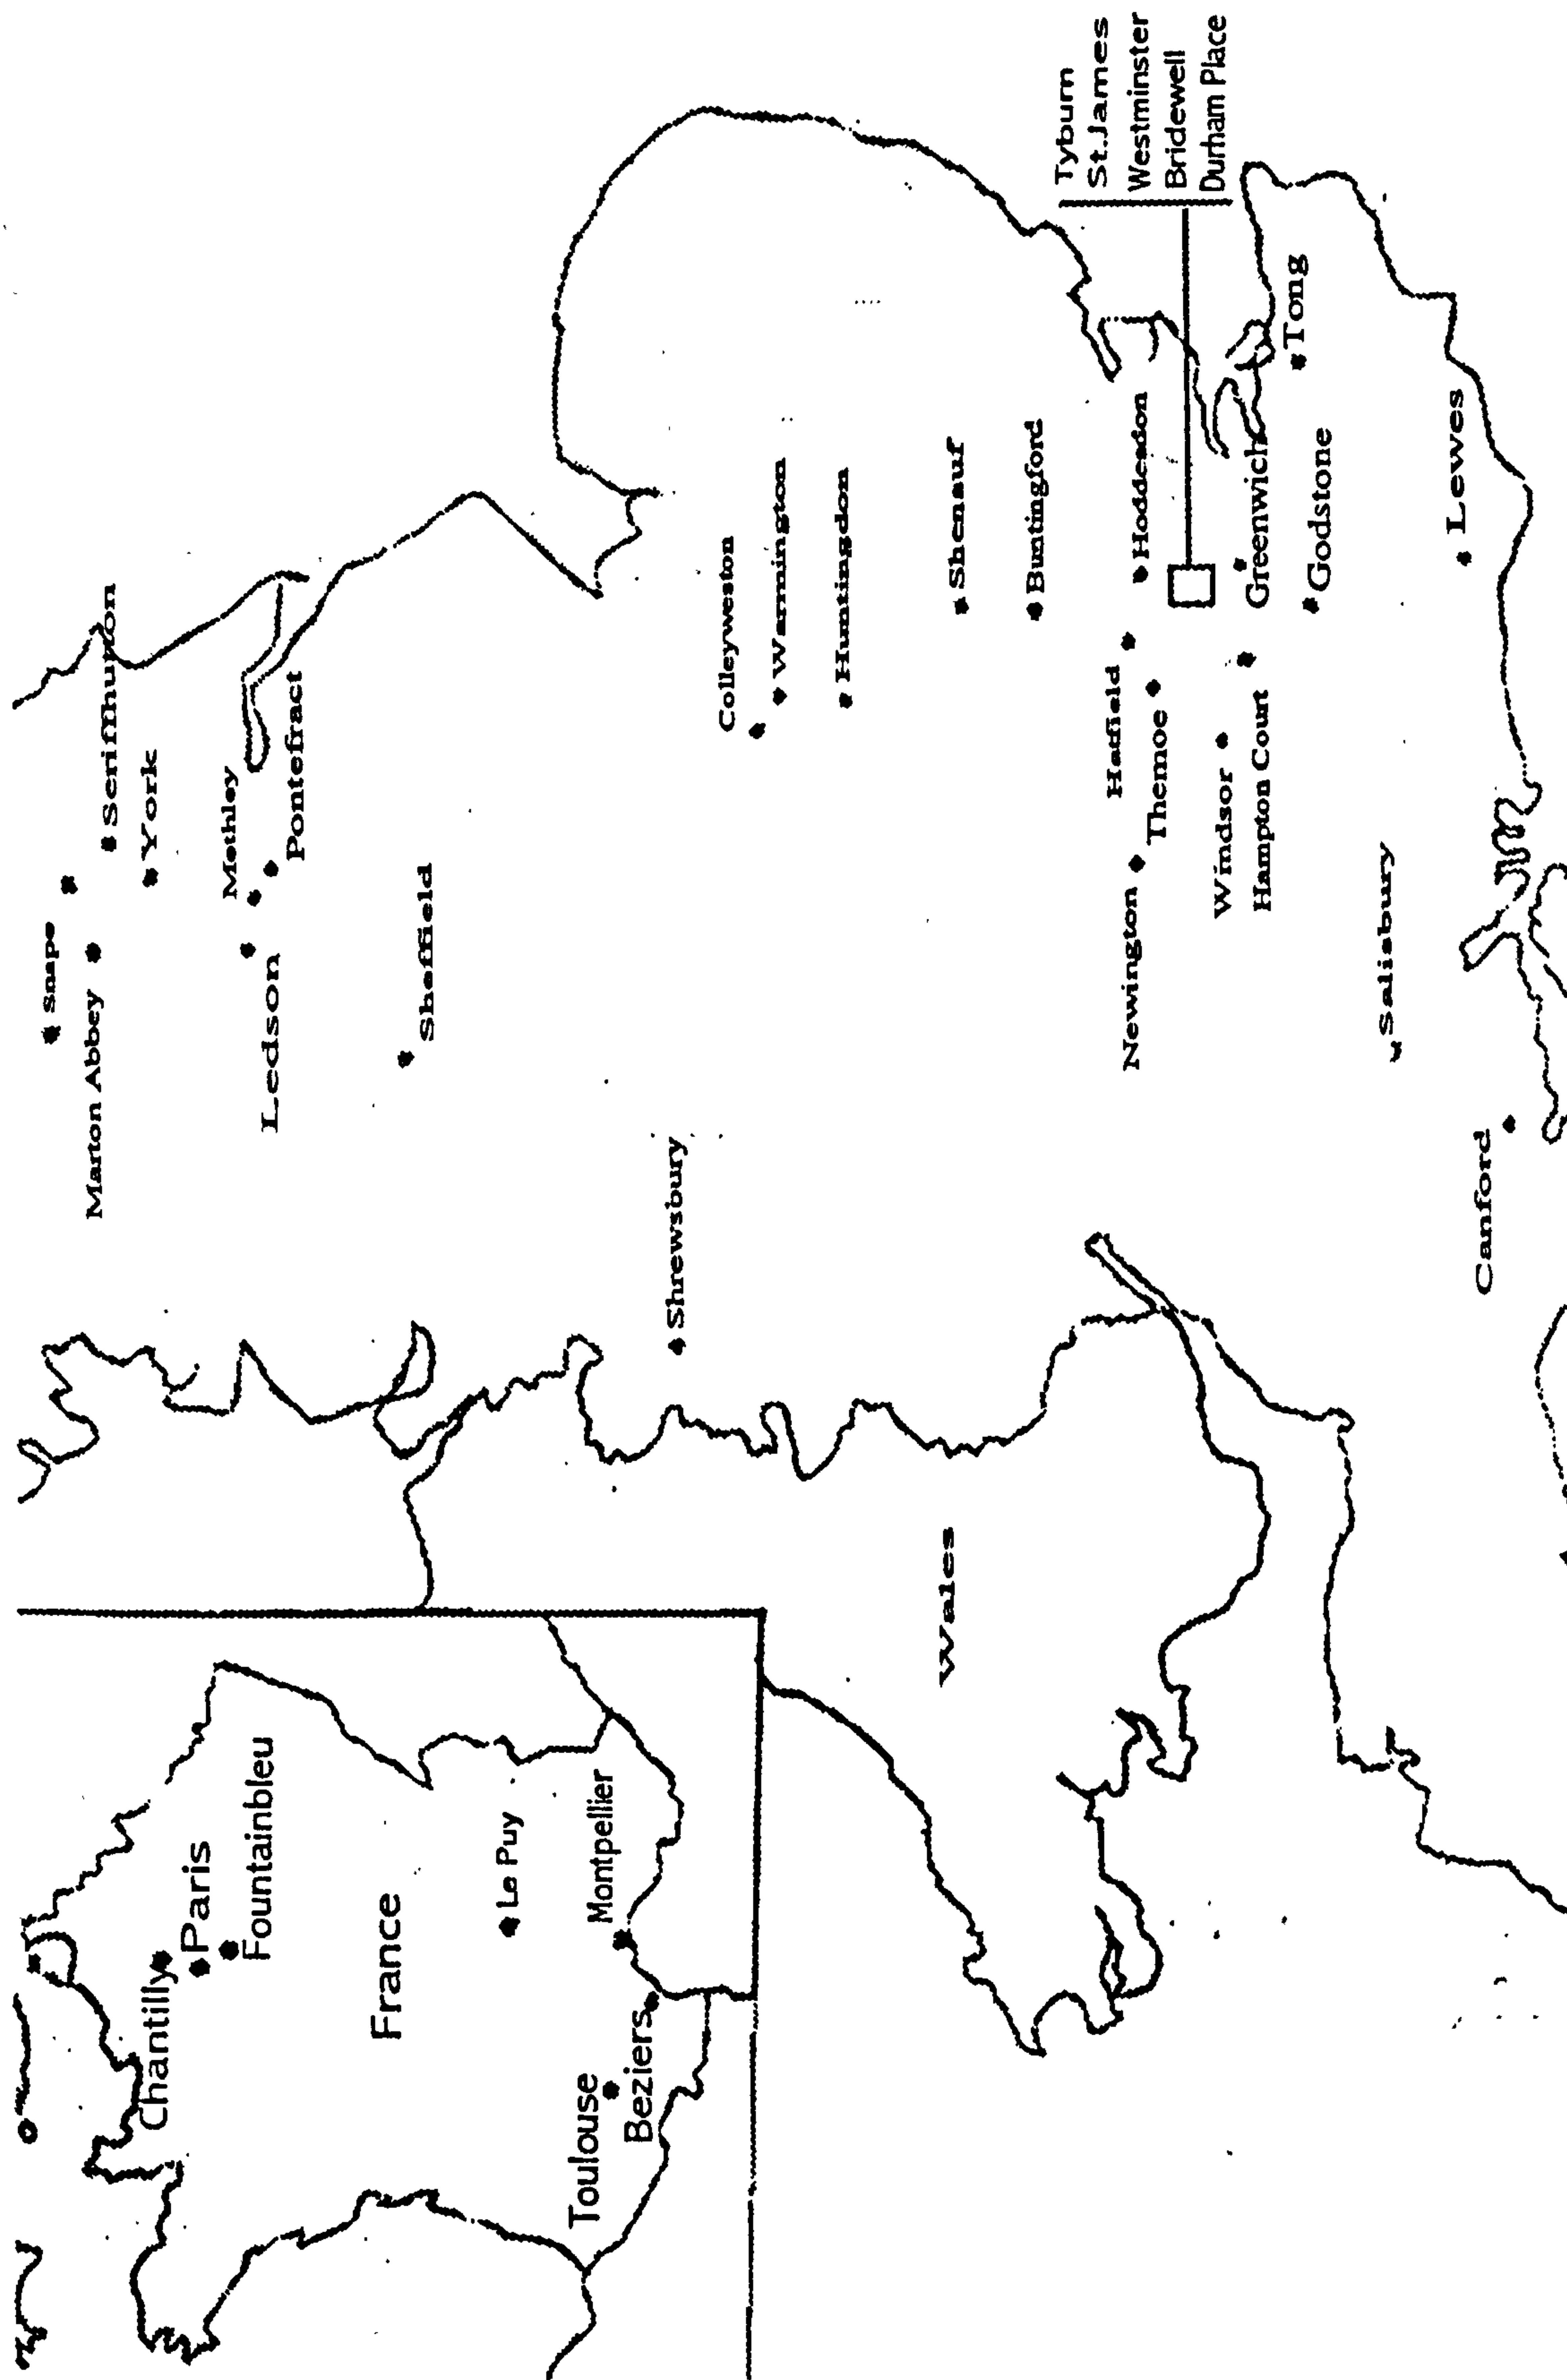 Snape
Scriffhurton
Marton Abbey
York
Methley
Ledson
Pontefract
Sheffield
Shrewsbury
Colleyweston
Warmington
Huntingdon
Shenauf
Buntingford
Wales
Hatfield
Hoddesdon
Newington
Themoe
Tyburn
St.James
Westminster
Bridewell
Durham Place
Windsor
Greenwich
Hampton Court
Tong
Godstone
Salisbury
Lewes
Canford
Chantilly
Paris
Fountainbleu
France
Le Puy
Montpellier
Toulouse
Beziers